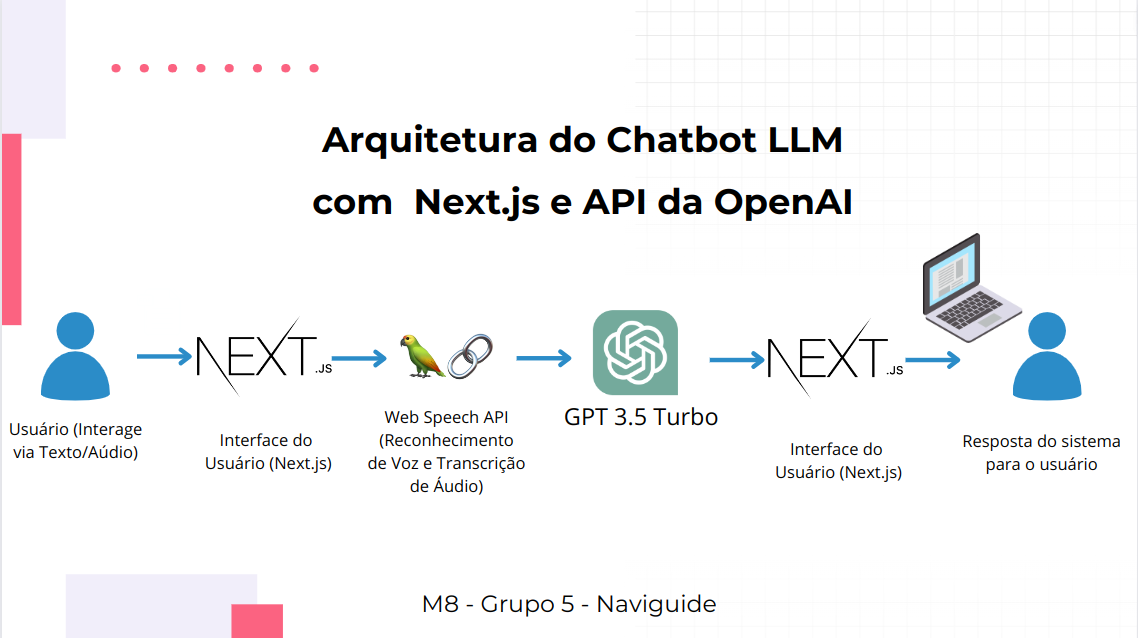 Arquitetura do Chatbot LLM
com Next.js e API da OpenAI
Usuário (Interage
via Texto/Aúdio)
NEXT.JS
Interface do
Usuário (Next.js)
Web Speech API
(Reconhecimento
de Voz e Transcrição
de Áudio)
GPT 3.5 Turbo
NEXT.JS
Interface do
Usuário (Next.js)
Resposta do sistema
para o usuário
M8 - Grupo 5 - Naviguide